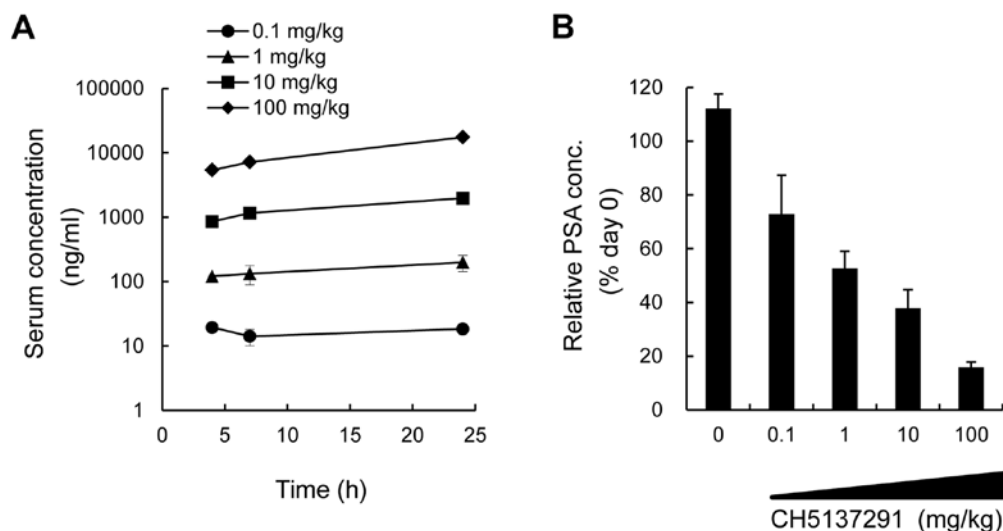 A
0.1 mg/kg
1 mg/kg
10 mg/kg
100 mg/kg
Serum concentration
(ng/ml)
100000
10000
1000
100
10
1
0 5 10 15 20 25
Time (h)
B
Relative PSA conc.
(% day 0)
120
100
80
60
40
20
0
0 0.1 1 10 100
CH5137291 (mg/kg)